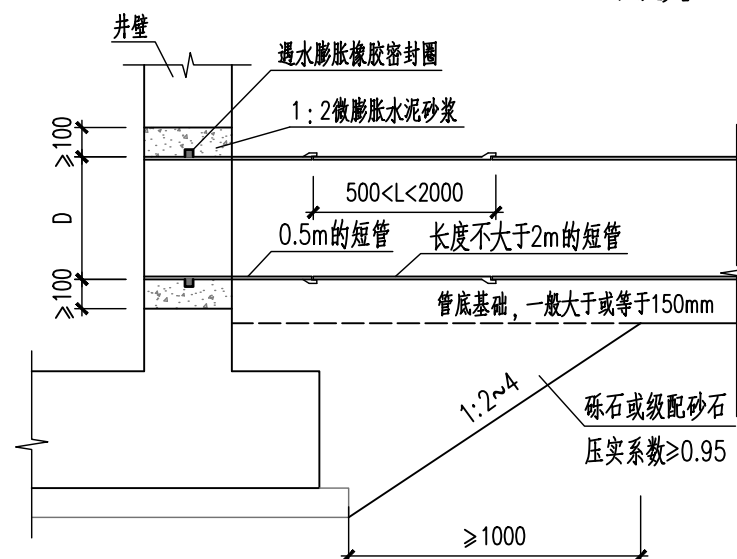 井壁
遇水膨胀橡胶密封圈
1：2微膨胀水泥砂浆
≥100
D
≥100
500<L<2000
0.5m的短管
长度不大于2m的短管
管底基础，一般大于或等于150mm
1:2~4
砾石或级配砂石
压实系数≥0.95
≥1000